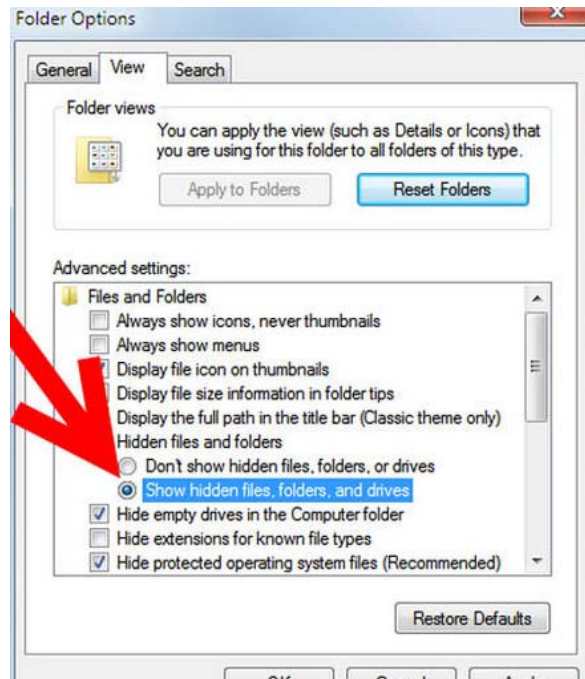 Folder Options
General
View
Search
Folder views
You can apply the view (such as Details or Icons) that
you are using for this folder to all folders of this type.
Apply to Folders
Reset Folders
Advanced settings:
Files and Folders
Always show icons, never thumbnails
Always show menus
Display file icon on thumbnails
Display file size information in folder tips
Display the full path in the title bar (Classic theme only)
Hidden files and folders
Don't show hidden files, folders, or drives
Show hidden files, folders, and drives
Hide empty drives in the Computer folder
Hide extensions for known file types
Hide protected operating system files (Recommended)
Restore Defaults